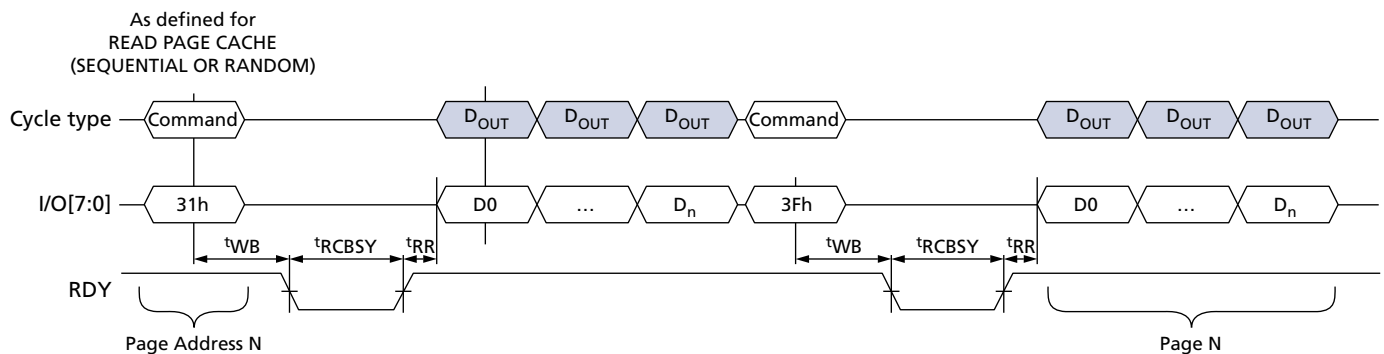 As defined for
READ PAGE CACHE
(SEQUENTIAL OR RANDOM)
Cycle type Command DOUT DOUT DOUT Command DOUT DOUT DOUT
I/O[7:0] 31h D0 ... Dn 3Fh D0 ... Dn
tWB tRCBSY tRR tWB tRCBSY tRR
RDY
Page Address N Page N